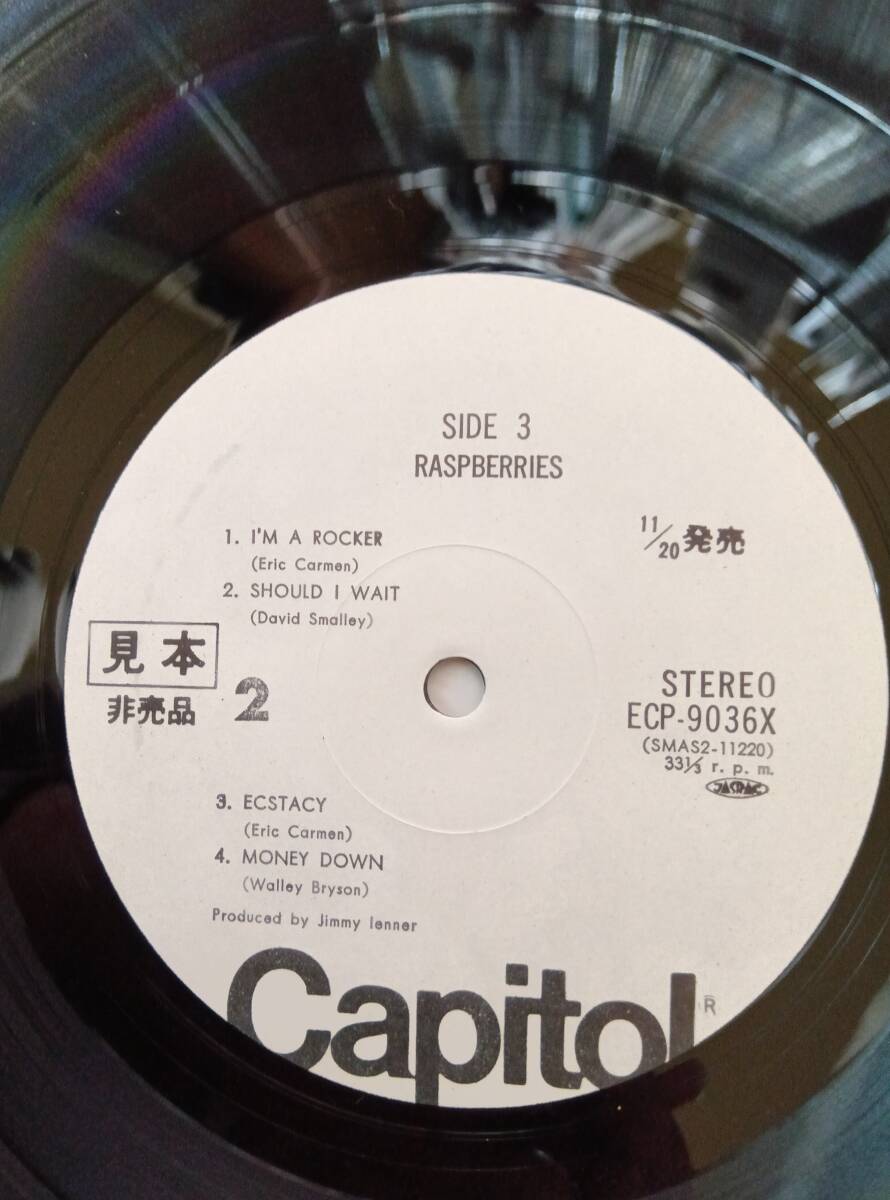 SIDE 3
RASPBERRIES
1. I'M A ROCKER
(Eric Carmen)
2. SHOULD I WAIT
(David Smalley)
11/20発売
見本
非売品
2
STEREO
ECP-9036X
(SMAS2-11220)
33⅓ r. p. m.
JASRAC
3. ECSTACY
(Eric Carmen)
4. MONEY DOWN
(Walley Bryson)
Produced by Jimmy Ienner
Capitol®